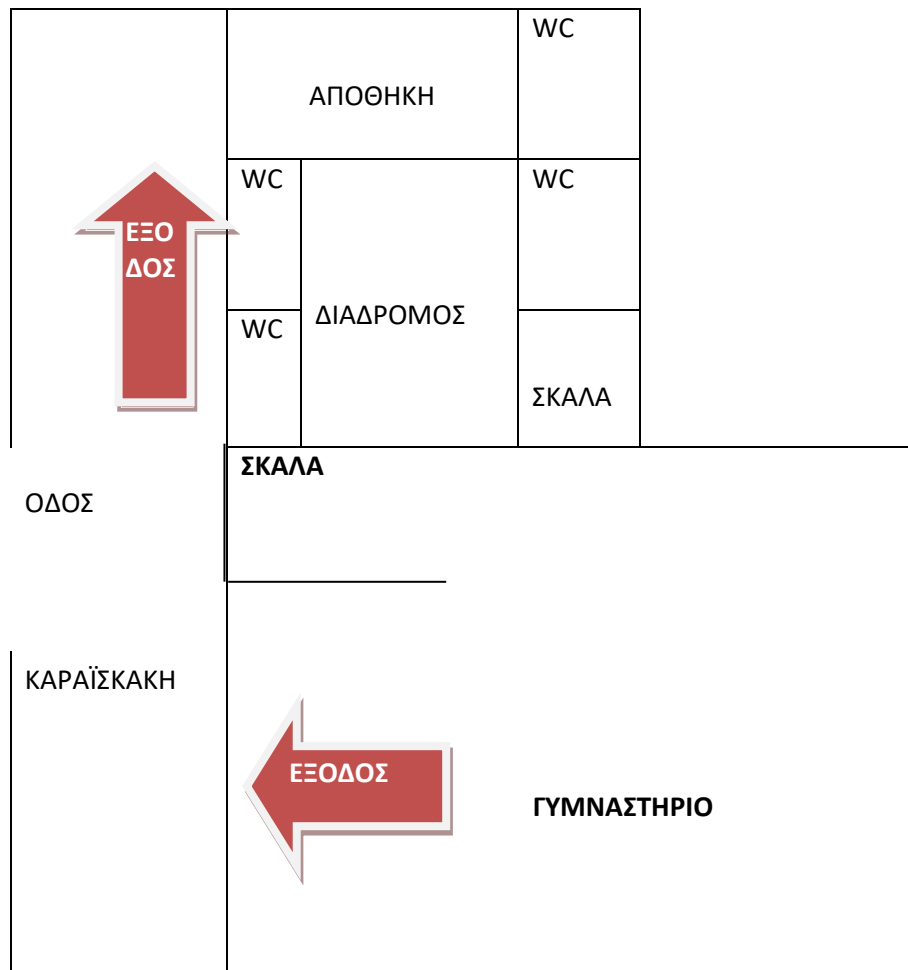 WC
ΑΠΟΘΗΚΗ
WC
WC
ΕΞΟ
ΔΟΣ
ΔΙΑΔΡΟΜΟΣ
WC
ΣΚΑΛΑ
ΣΚΑΛΑ
ΟΔΟΣ
ΚΑΡΑΪΣΚΑΚΗ
ΕΞΟΔΟΣ
ΓΥΜΝΑΣΤΗΡΙΟ